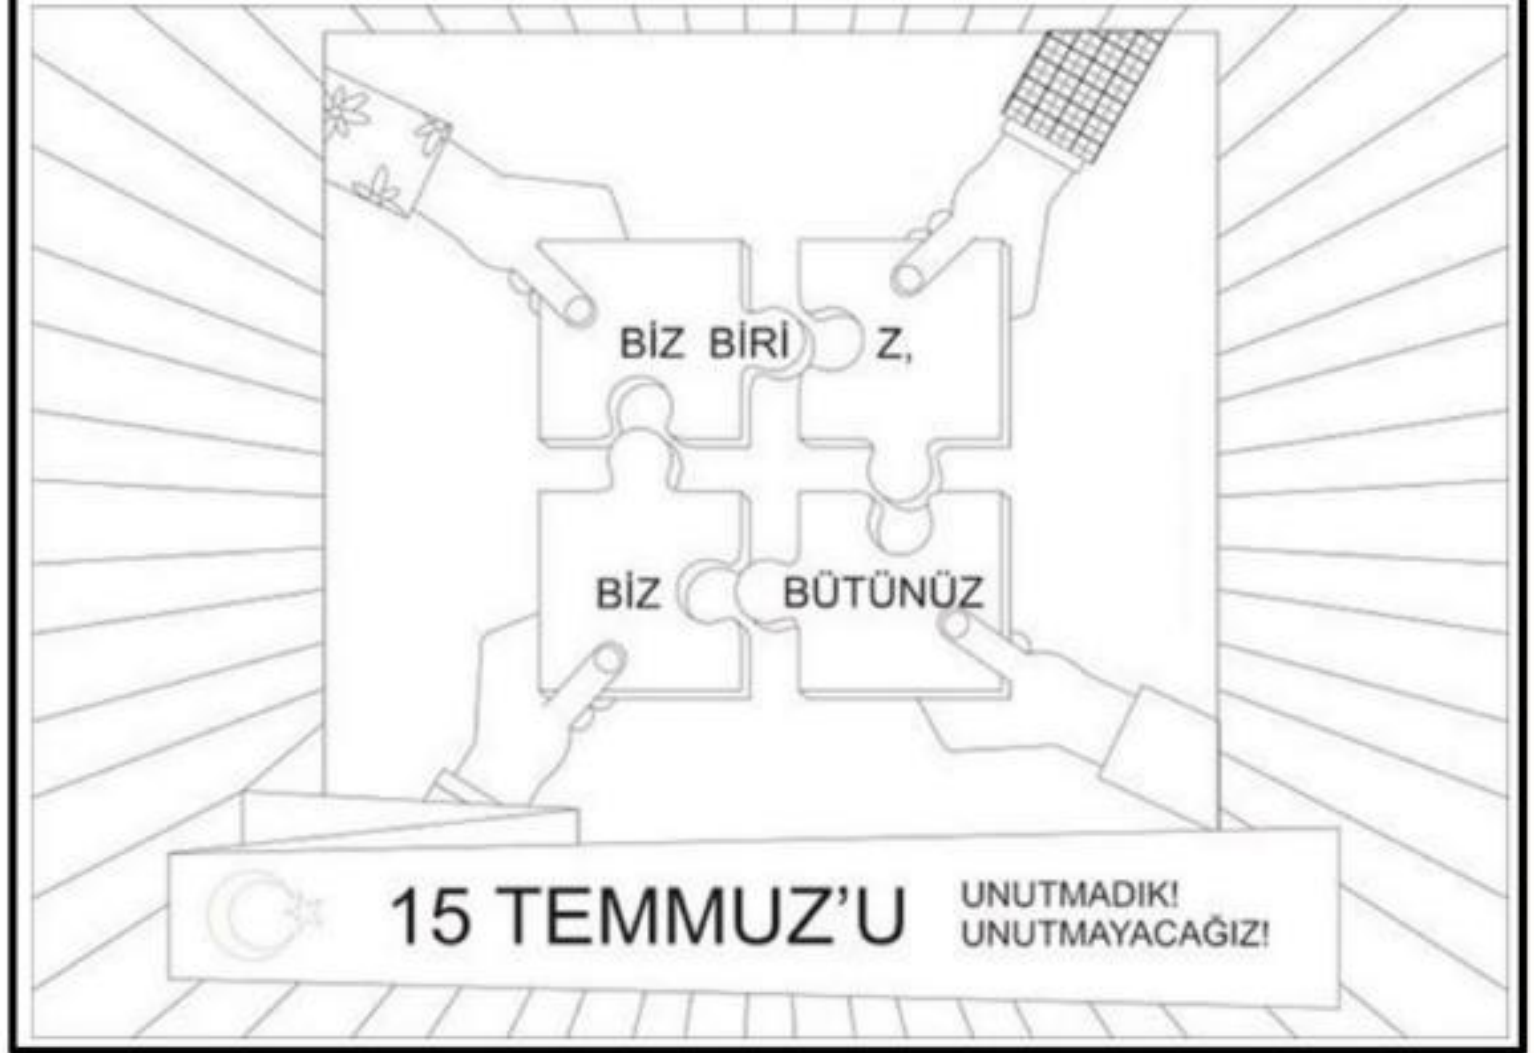 BİZ BİRİ Z,
BİZ BÜTÜNÜZ
15 TEMMUZ'U
UNUTMADIK!
UNUTMAYACAĞIZ!